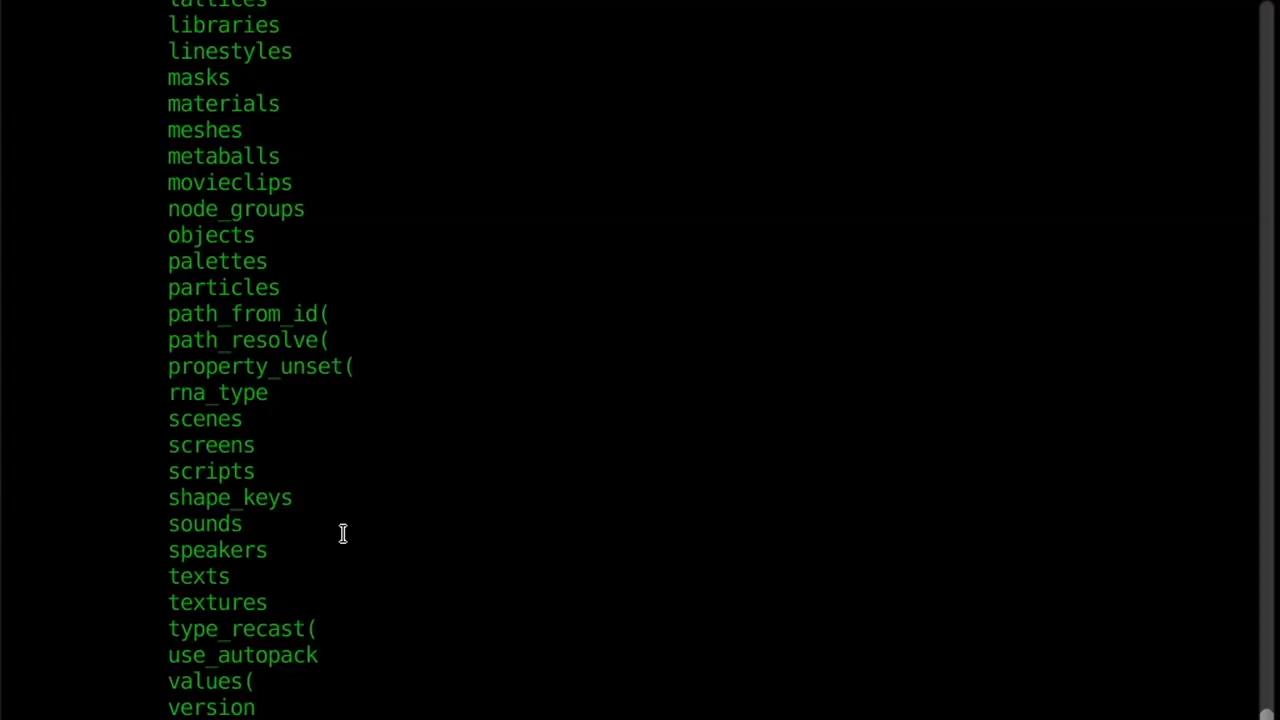 lattices
libraries
linestyles
masks
materials
meshes
metaballs
movieclips
node_groups
objects
palettes
particles
path_from_id(
path_resolve(
property_unset(
rna_type
scenes
screens
scripts
shape_keys
sounds
speakers
texts
textures
type_recast(
use_autopack
values(
version